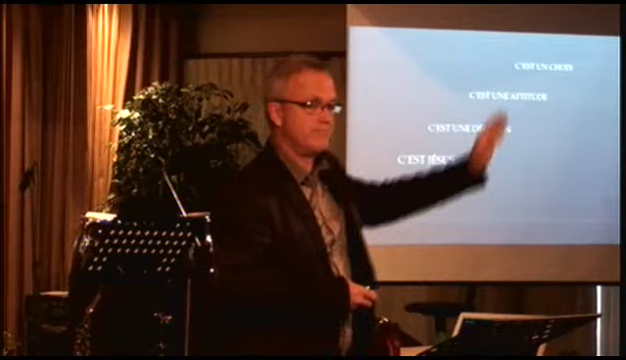 C'EST UN CHOIX
C'EST UNE ATTITUDE
C'EST UNE
C'EST JÉSUS